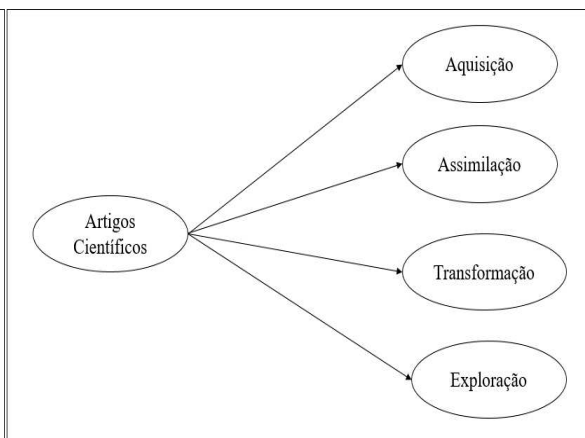 Aquisição
Assimilação
Artigos
Científicos
Transformação
Exploração